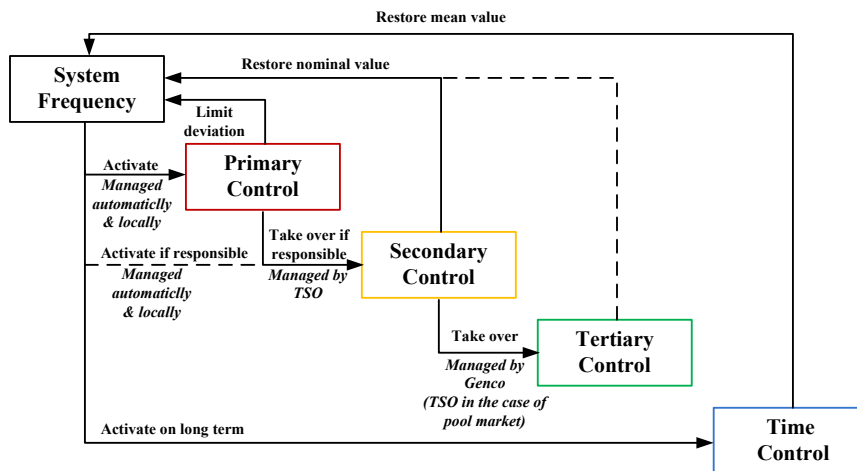 Restore mean value
System
Frequency
Restore nominal value
Limit
deviation
Activate
Managed
automaticlly
& locally
Primary
Control
Activate if responsible
Managed
automaticlly
& locally
Take over if
responsible
Managed by
TSO
Secondary
Control
Take over
Managed by
Genco
(TSO in the case of
pool market)
Tertiary
Control
Activate on long term
Time
Control